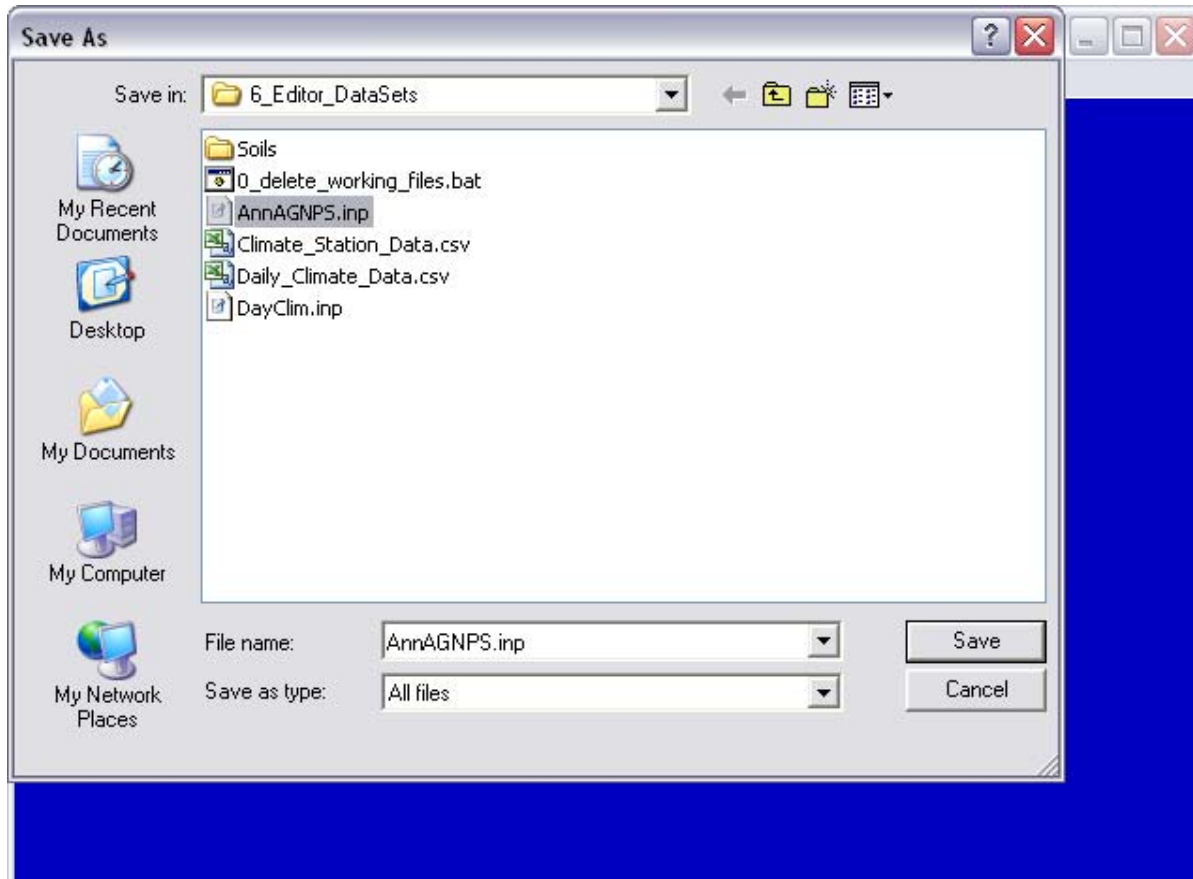 Save As
Save in: 6_Editor_DataSets
Soils
0_delete_working_files.bat
AnnAGNPS.inp
Climate_Station_Data.csv
Daily_Climate_Data.csv
DayClim.inp
My Recent
Documents
Desktop
My Documents
My Computer
My Network
Places
File name: AnnAGNPS.inp Save
Save as type: All files Cancel